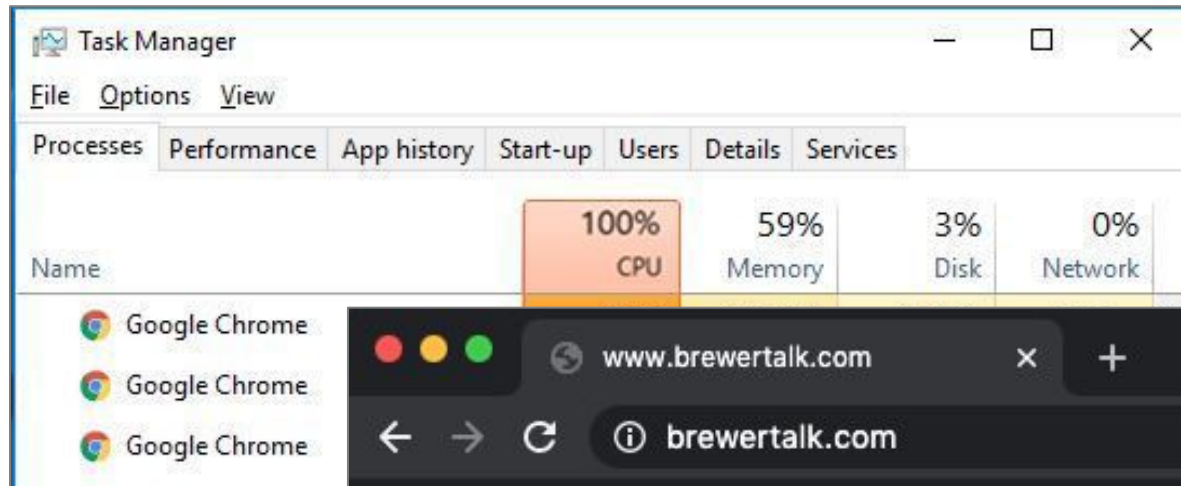 Task Manager
File Options View
Processes Performance App history Start-up Users Details Services
100% 59% 3% 0%
Name CPU Memory Disk Network
Google Chrome
www.brewertalk.com
Google Chrome
brewertalk.com
Google Chrome